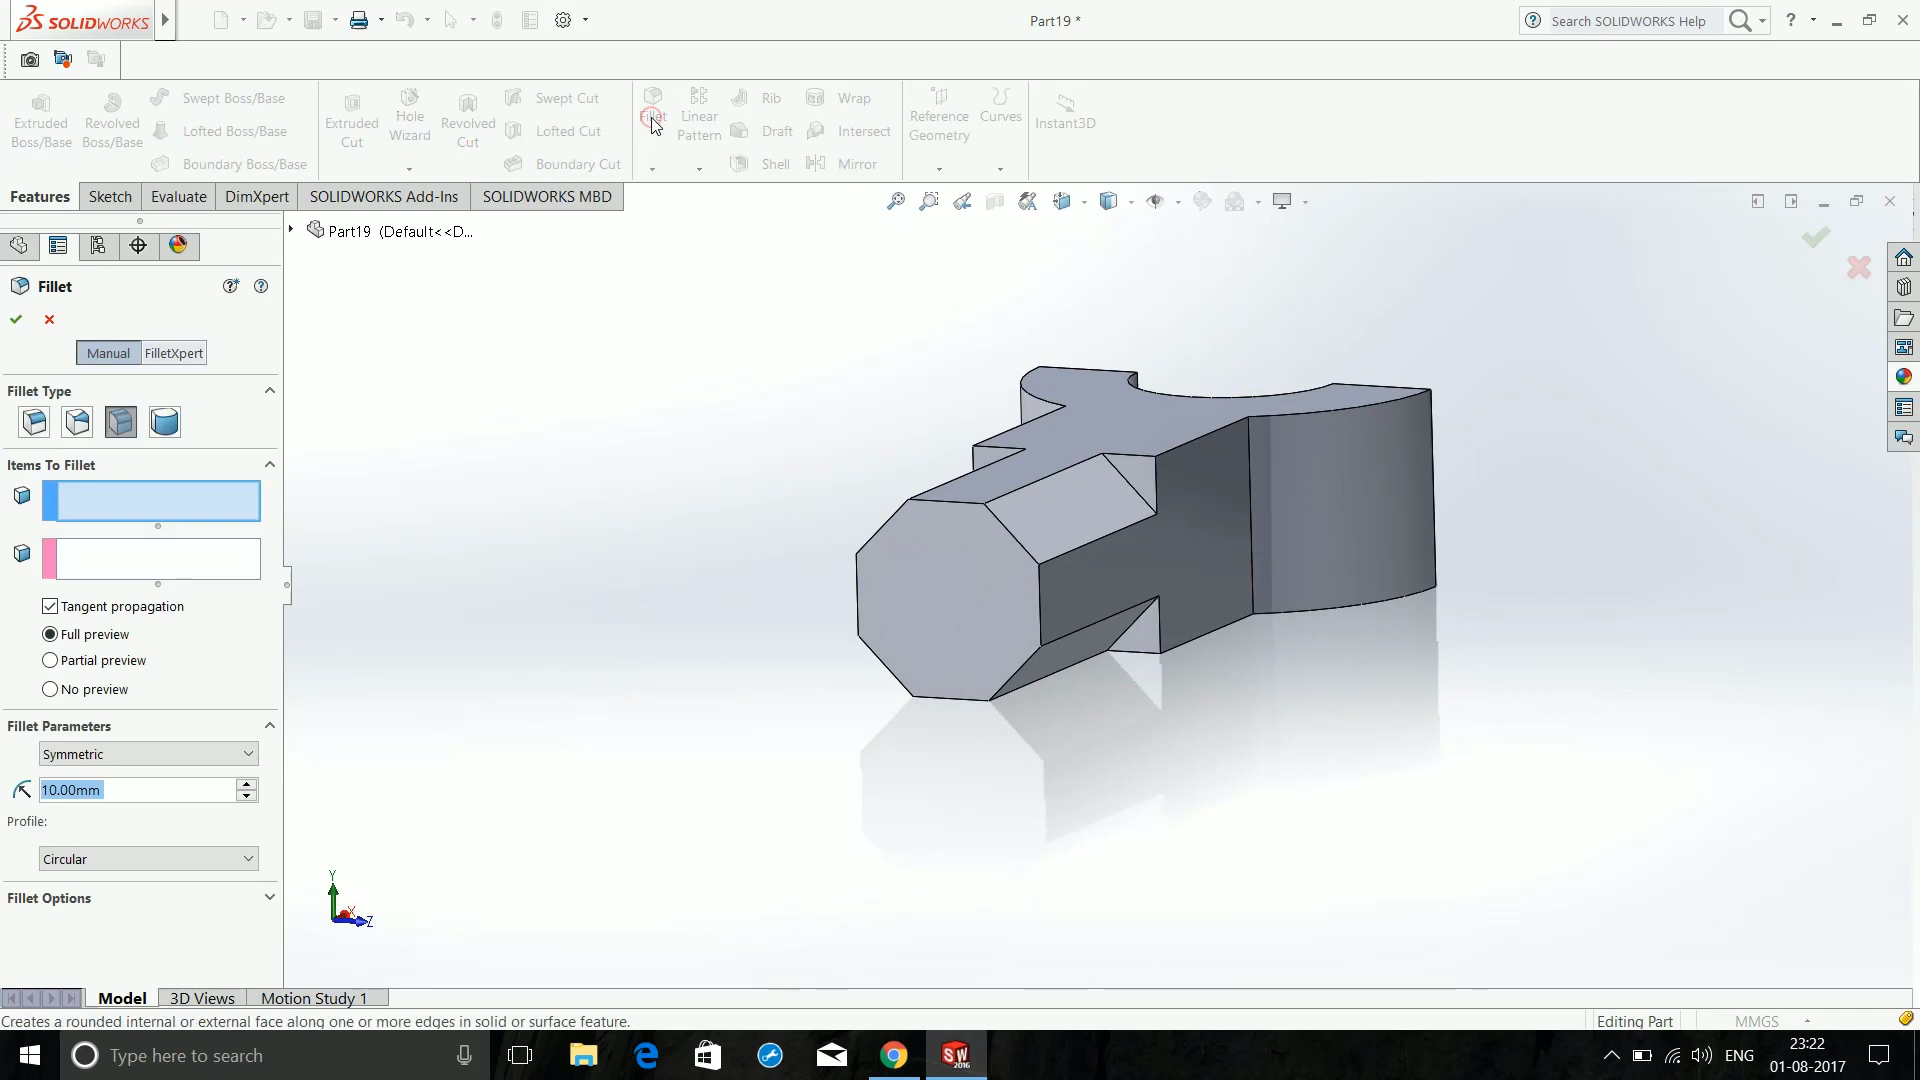 SOLIDWORKS
Part19 *
Search SOLIDWORKS Help
?
Extruded Boss/Base
Revolved Boss/Base
Swept Boss/Base
Lofted Boss/Base
Boundary Boss/Base
Extruded Cut
Hole Wizard
Revolved Cut
Swept Cut
Lofted Cut
Boundary Cut
Fillet
Linear Pattern
Rib
Draft
Shell
Wrap
Intersect
Mirror
Reference Geometry
Curves
Instant3D
Features
Sketch
Evaluate
DimXpert
SOLIDWORKS Add-Ins
SOLIDWORKS MBD
Part19 (Default<<D...
Fillet
Manual
FilletXpert
Fillet Type
Items To Fillet
Tangent propagation
Full preview
Partial preview
No preview
Fillet Parameters
Symmetric
10.00mm
Profile:
Circular
Fillet Options
Y
X
Z
Model
3D Views
Motion Study 1
Creates a rounded internal or external face along one or more edges in solid or surface feature.
Editing Part
MMGS
Type here to search
SW
2016
ENG
23:22
01-08-2017